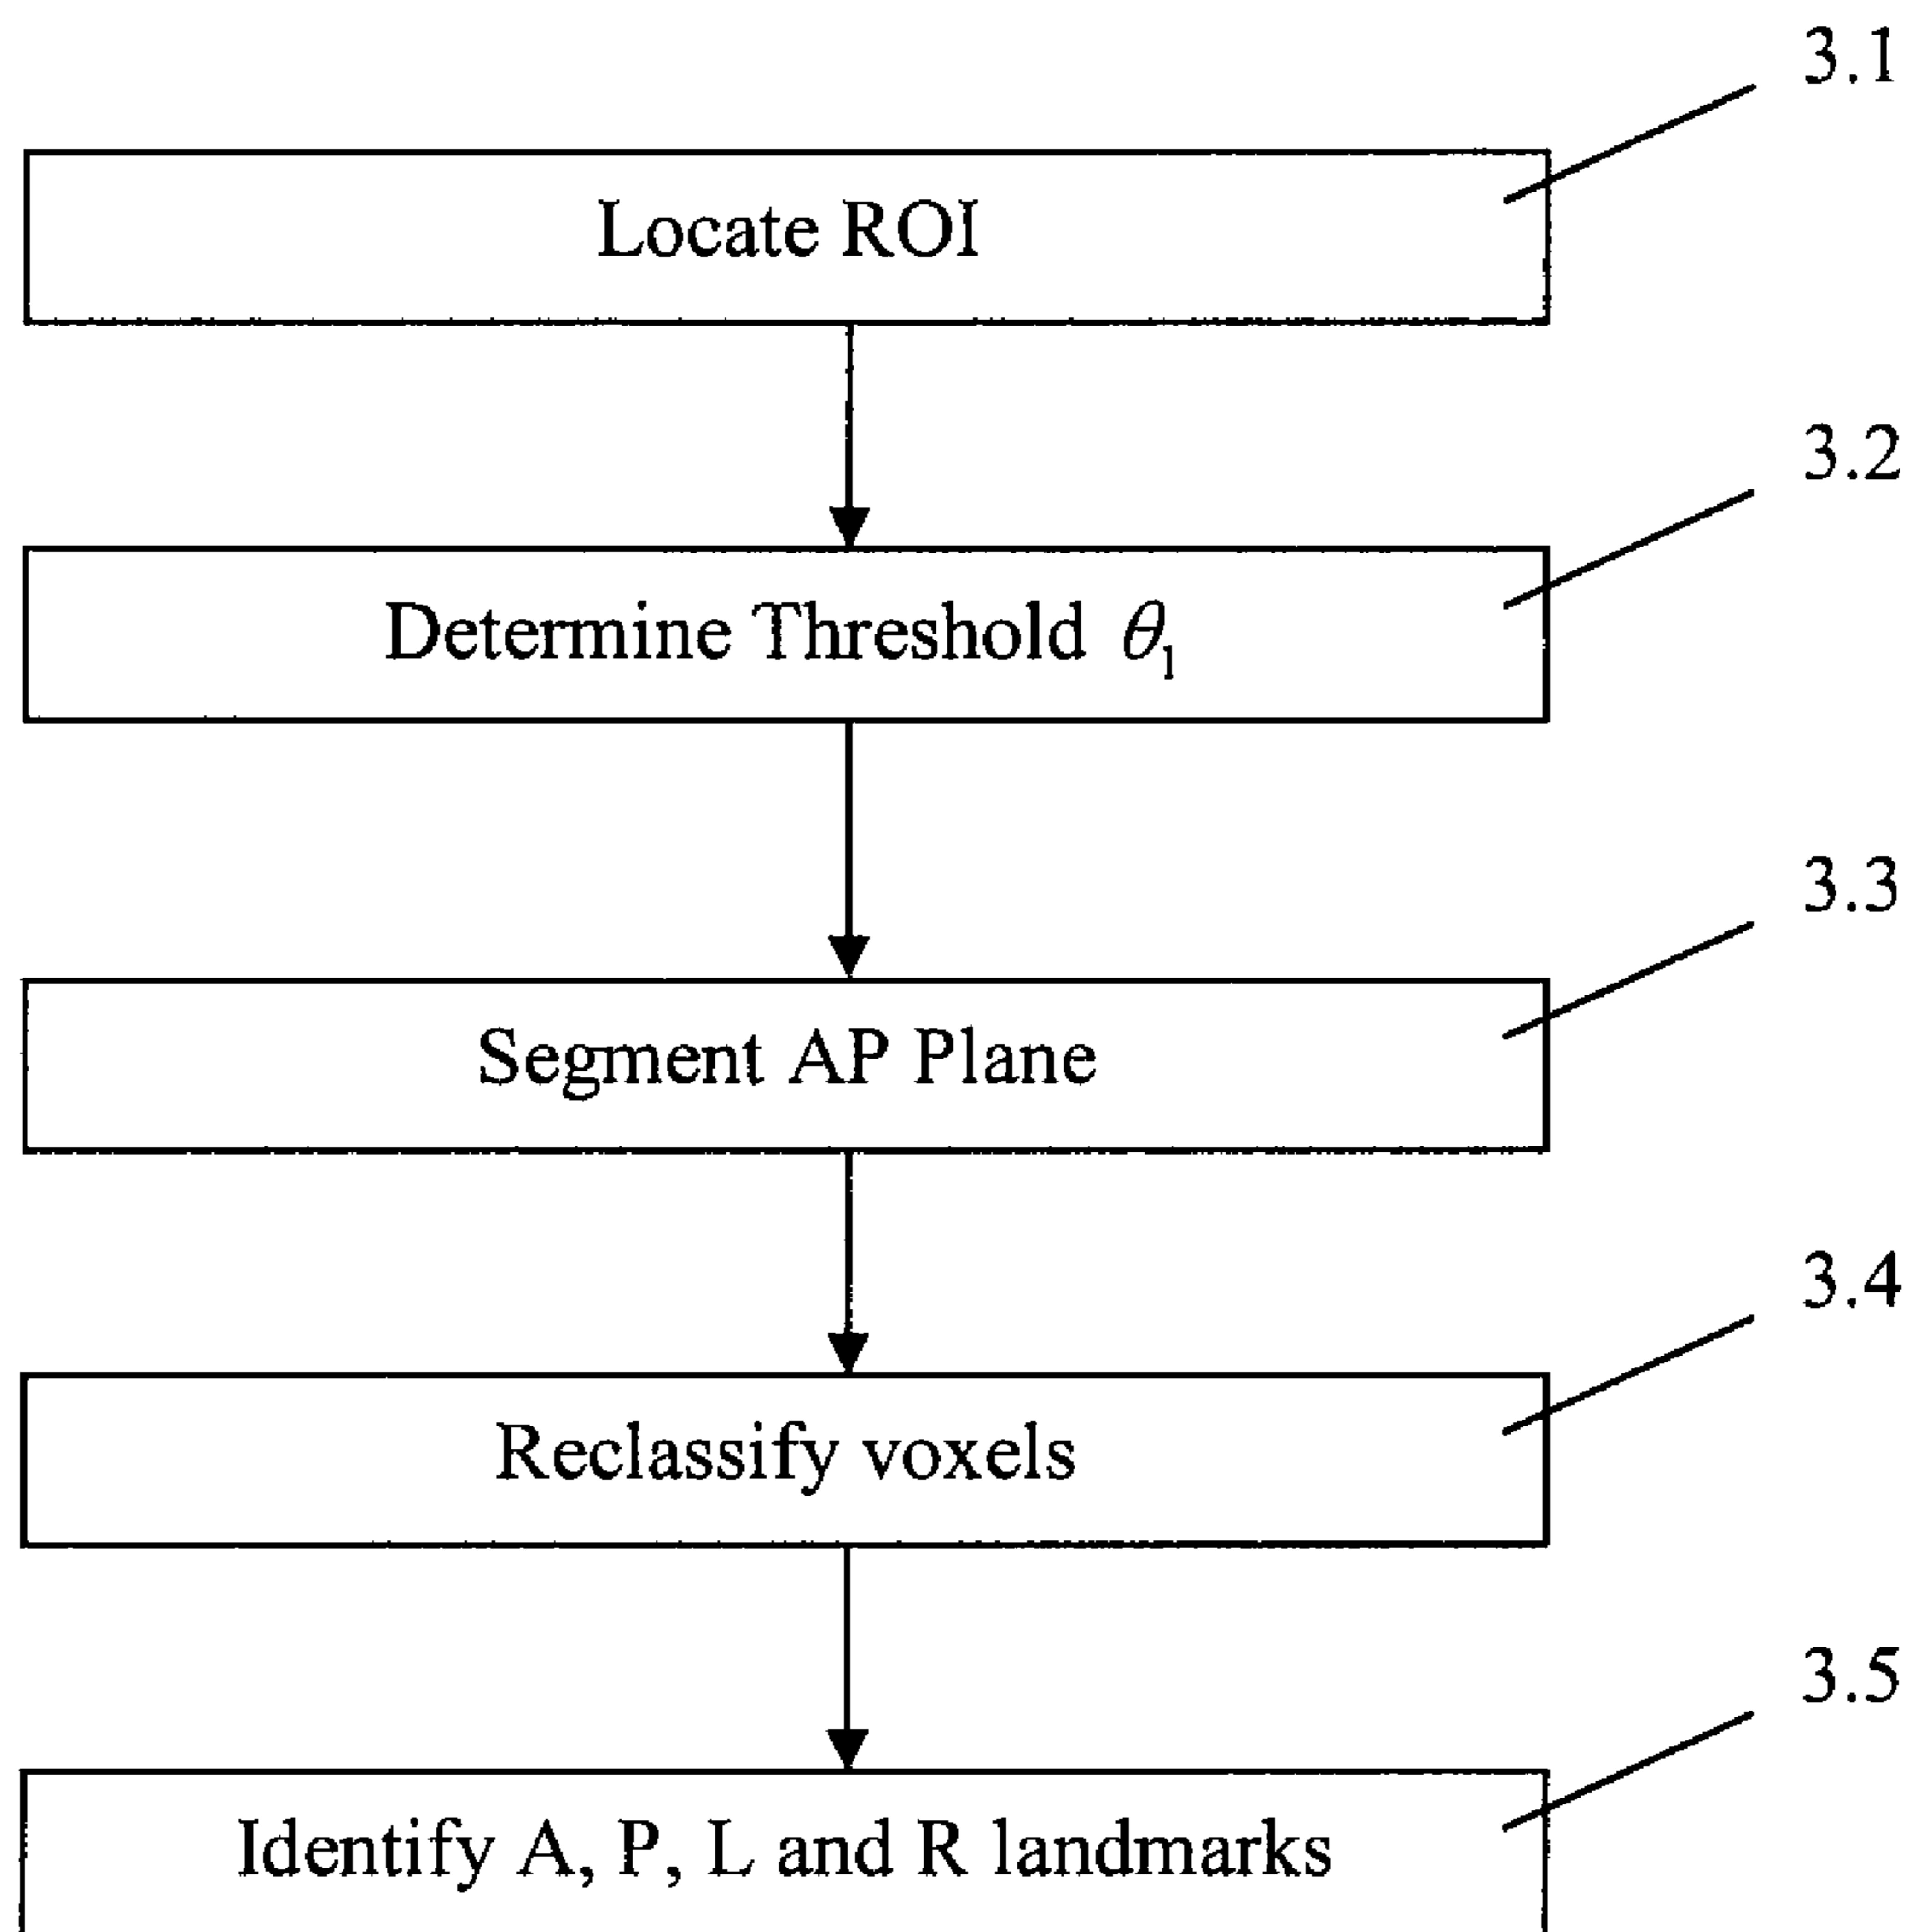 3.1
Locate ROI
3.2
Determine Threshold θ₁
3.3
Segment AP Plane
3.4
Reclassify voxels
3.5
Identify A, P, L and R landmarks